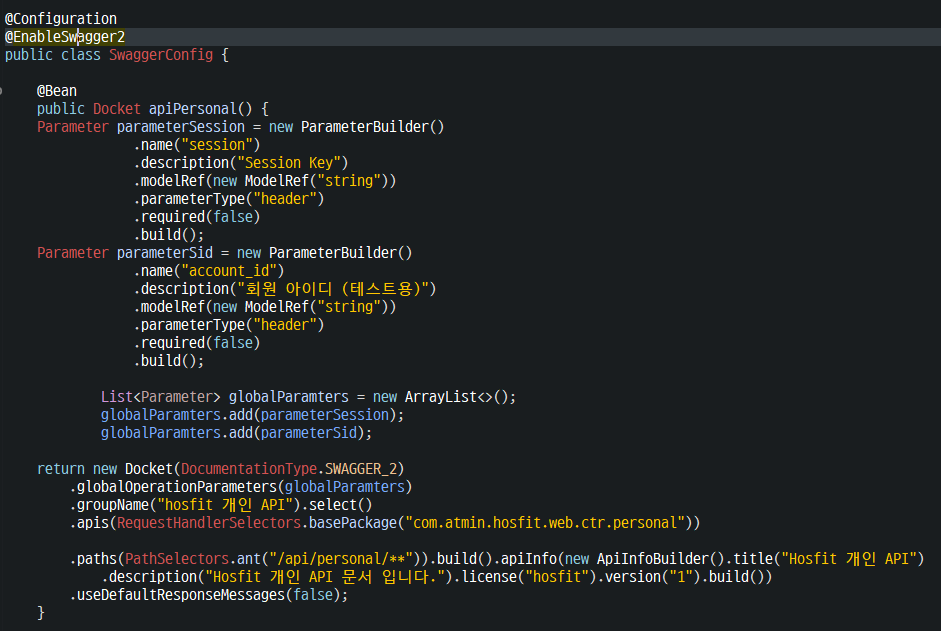 @Configuration
@EnableSwagger2
public class SwaggerConfig {
@Bean
public Docket apiPersonal() {
Parameter parameterSession = new ParameterBuilder()
.name("session")
.description("Session Key")
.modelRef(new ModelRef("string"))
.parameterType("header")
.required(false)
.build();
Parameter parameterSid = new ParameterBuilder()
.name("account_id")
.description("회원 아이디 (테스트용)")
.modelRef(new ModelRef("string"))
.parameterType("header")
.required(false)
.build();
List<Parameter> globalParamters = new ArrayList<>();
globalParamters.add(parameterSession);
globalParamters.add(parameterSid);
return new Docket(DocumentationType.SWAGGER_2)
.globalOperationParameters(globalParamters)
.groupName("hosfit 개인 API").select()
.apis(RequestHandlerSelectors.basePackage("com.atmin.hosfit.web.ctr.personal"))
.paths(PathSelectors.ant("/api/personal/**")).build().apiInfo(new ApiInfoBuilder().title("Hosfit 개인 API")
.description("Hosfit 개인 API 문서 입니다.").license("hosfit").version("1").build())
.useDefaultResponseMessages(false);
}